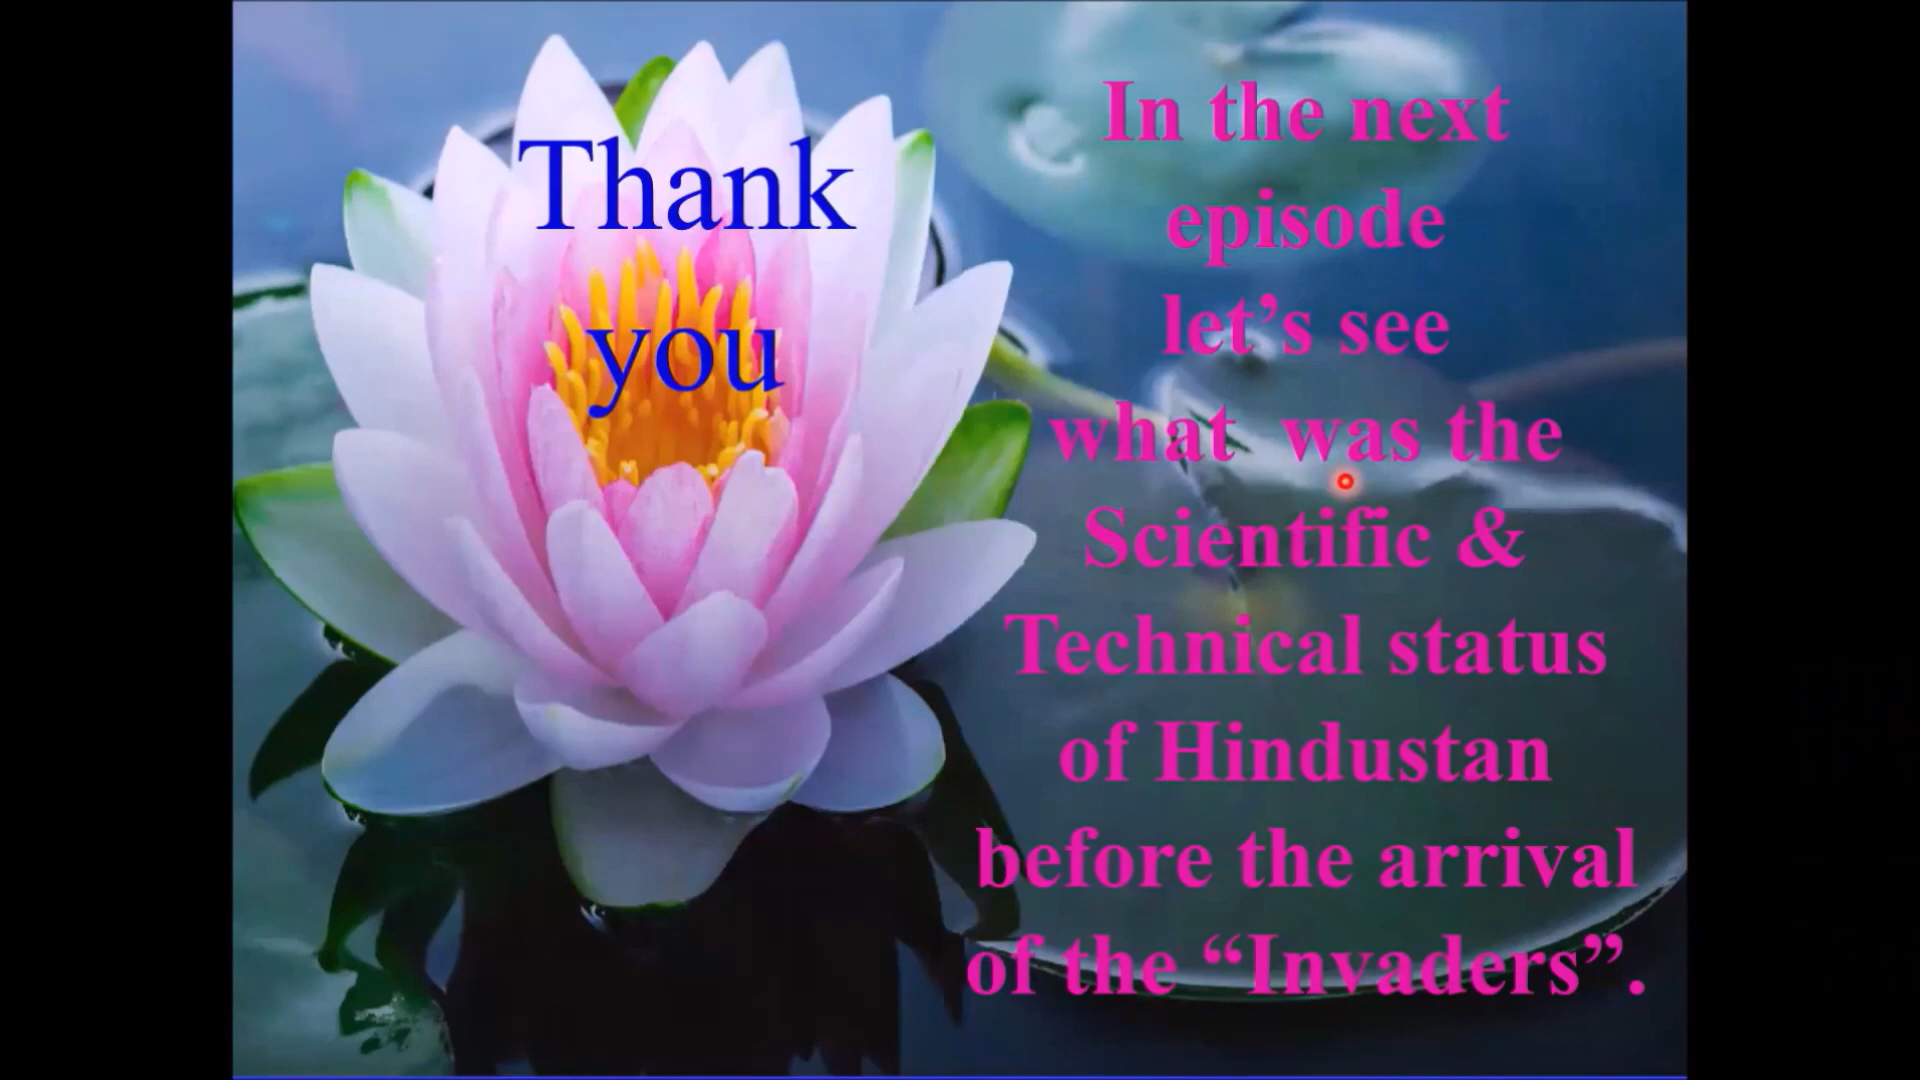 Thank
you
In the next
episode
let’s see
what  was the
Scientific &
Technical status
of Hindustan
before the arrival
of the “Invaders”.